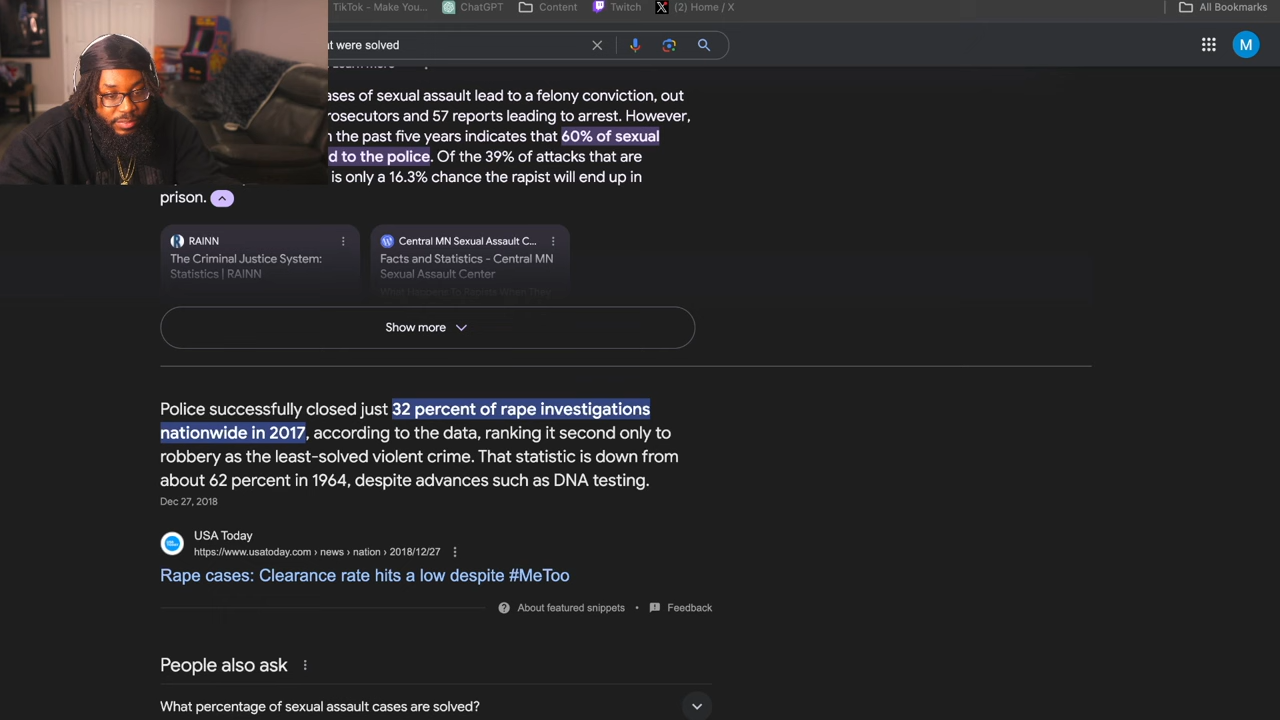 TikTok - Make You...
ChatGPT
Content
Twitch
(2) Home / X
All Bookmarks
t were solved
M
ases of sexual assault lead to a felony conviction, out
rosecutors and 57 reports leading to arrest. However,
n the past five years indicates that 60% of sexual
d to the police. Of the 39% of attacks that are
is only a 16.3% chance the rapist will end up in
prison.
RAINN
The Criminal Justice System:
Statistics | RAINN
Central MN Sexual Assault C...
Facts and Statistics - Central MN
Sexual Assault Center
What Happens To Rapists When They
Show more
Police successfully closed just 32 percent of rape investigations
nationwide in 2017, according to the data, ranking it second only to
robbery as the least-solved violent crime. That statistic is down from
about 62 percent in 1964, despite advances such as DNA testing.
Dec 27, 2018
USA Today
https://www.usatoday.com › news › nation › 2018/12/27
Rape cases: Clearance rate hits a low despite #MeToo
About featured snippets
Feedback
People also ask
What percentage of sexual assault cases are solved?